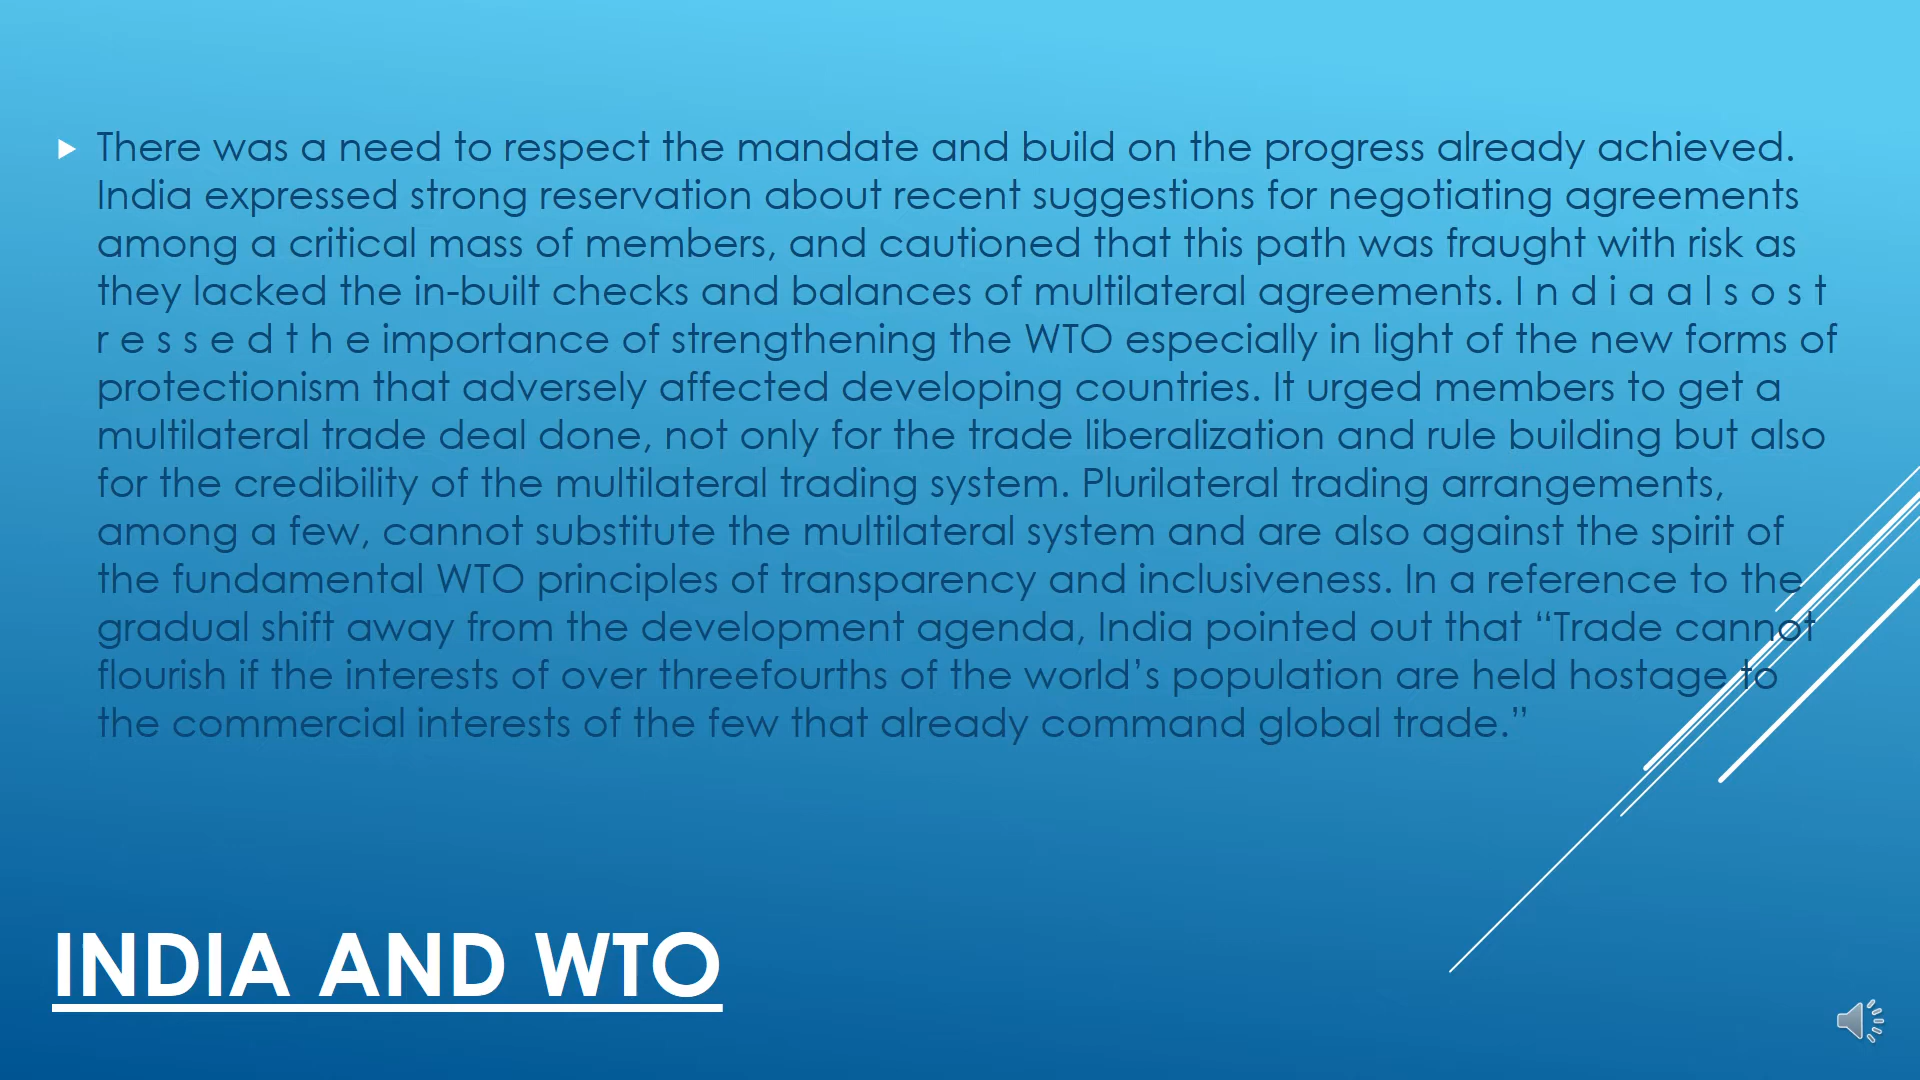 There was a need to respect the mandate and build on the progress already achieved.
India expressed strong reservation about recent suggestions for negotiating agreements
among a critical mass of members, and cautioned that this path was fraught with risk as
they lacked the in-built checks and balances of multilateral agreements. I n d i a a l s o s t
r e s s e d t h e importance of strengthening the WTO especially in light of the new forms of
protectionism that adversely affected developing countries. It urged members to get a
multilateral trade deal done, not only for the trade liberalization and rule building but also
for the credibility of the multilateral trading system. Plurilateral trading arrangements,
among a few, cannot substitute the multilateral system and are also against the spirit of
the fundamental WTO principles of transparency and inclusiveness. In a reference to the
gradual shift away from the development agenda, India pointed out that “Trade cannot
flourish if the interests of over threefourths of the world’s population are held hostage to
the commercial interests of the few that already command global trade.”
INDIA AND WTO